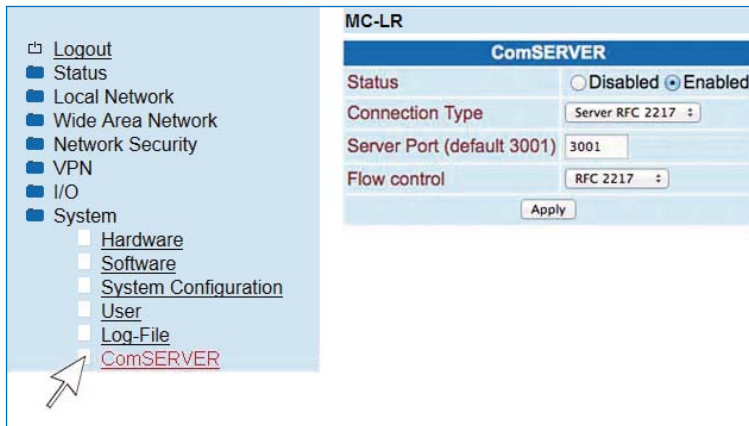 Logout
Status
Local Network
Wide Area Network
Network Security
VPN
I/O
System
Hardware
Software
System Configuration
User
Log-File
ComSERVER
MC-LR
ComSERVER
Status Disabled Enabled
Connection Type Server RFC 2217
Server Port (default 3001) 3001
Flow control RFC 2217
Apply